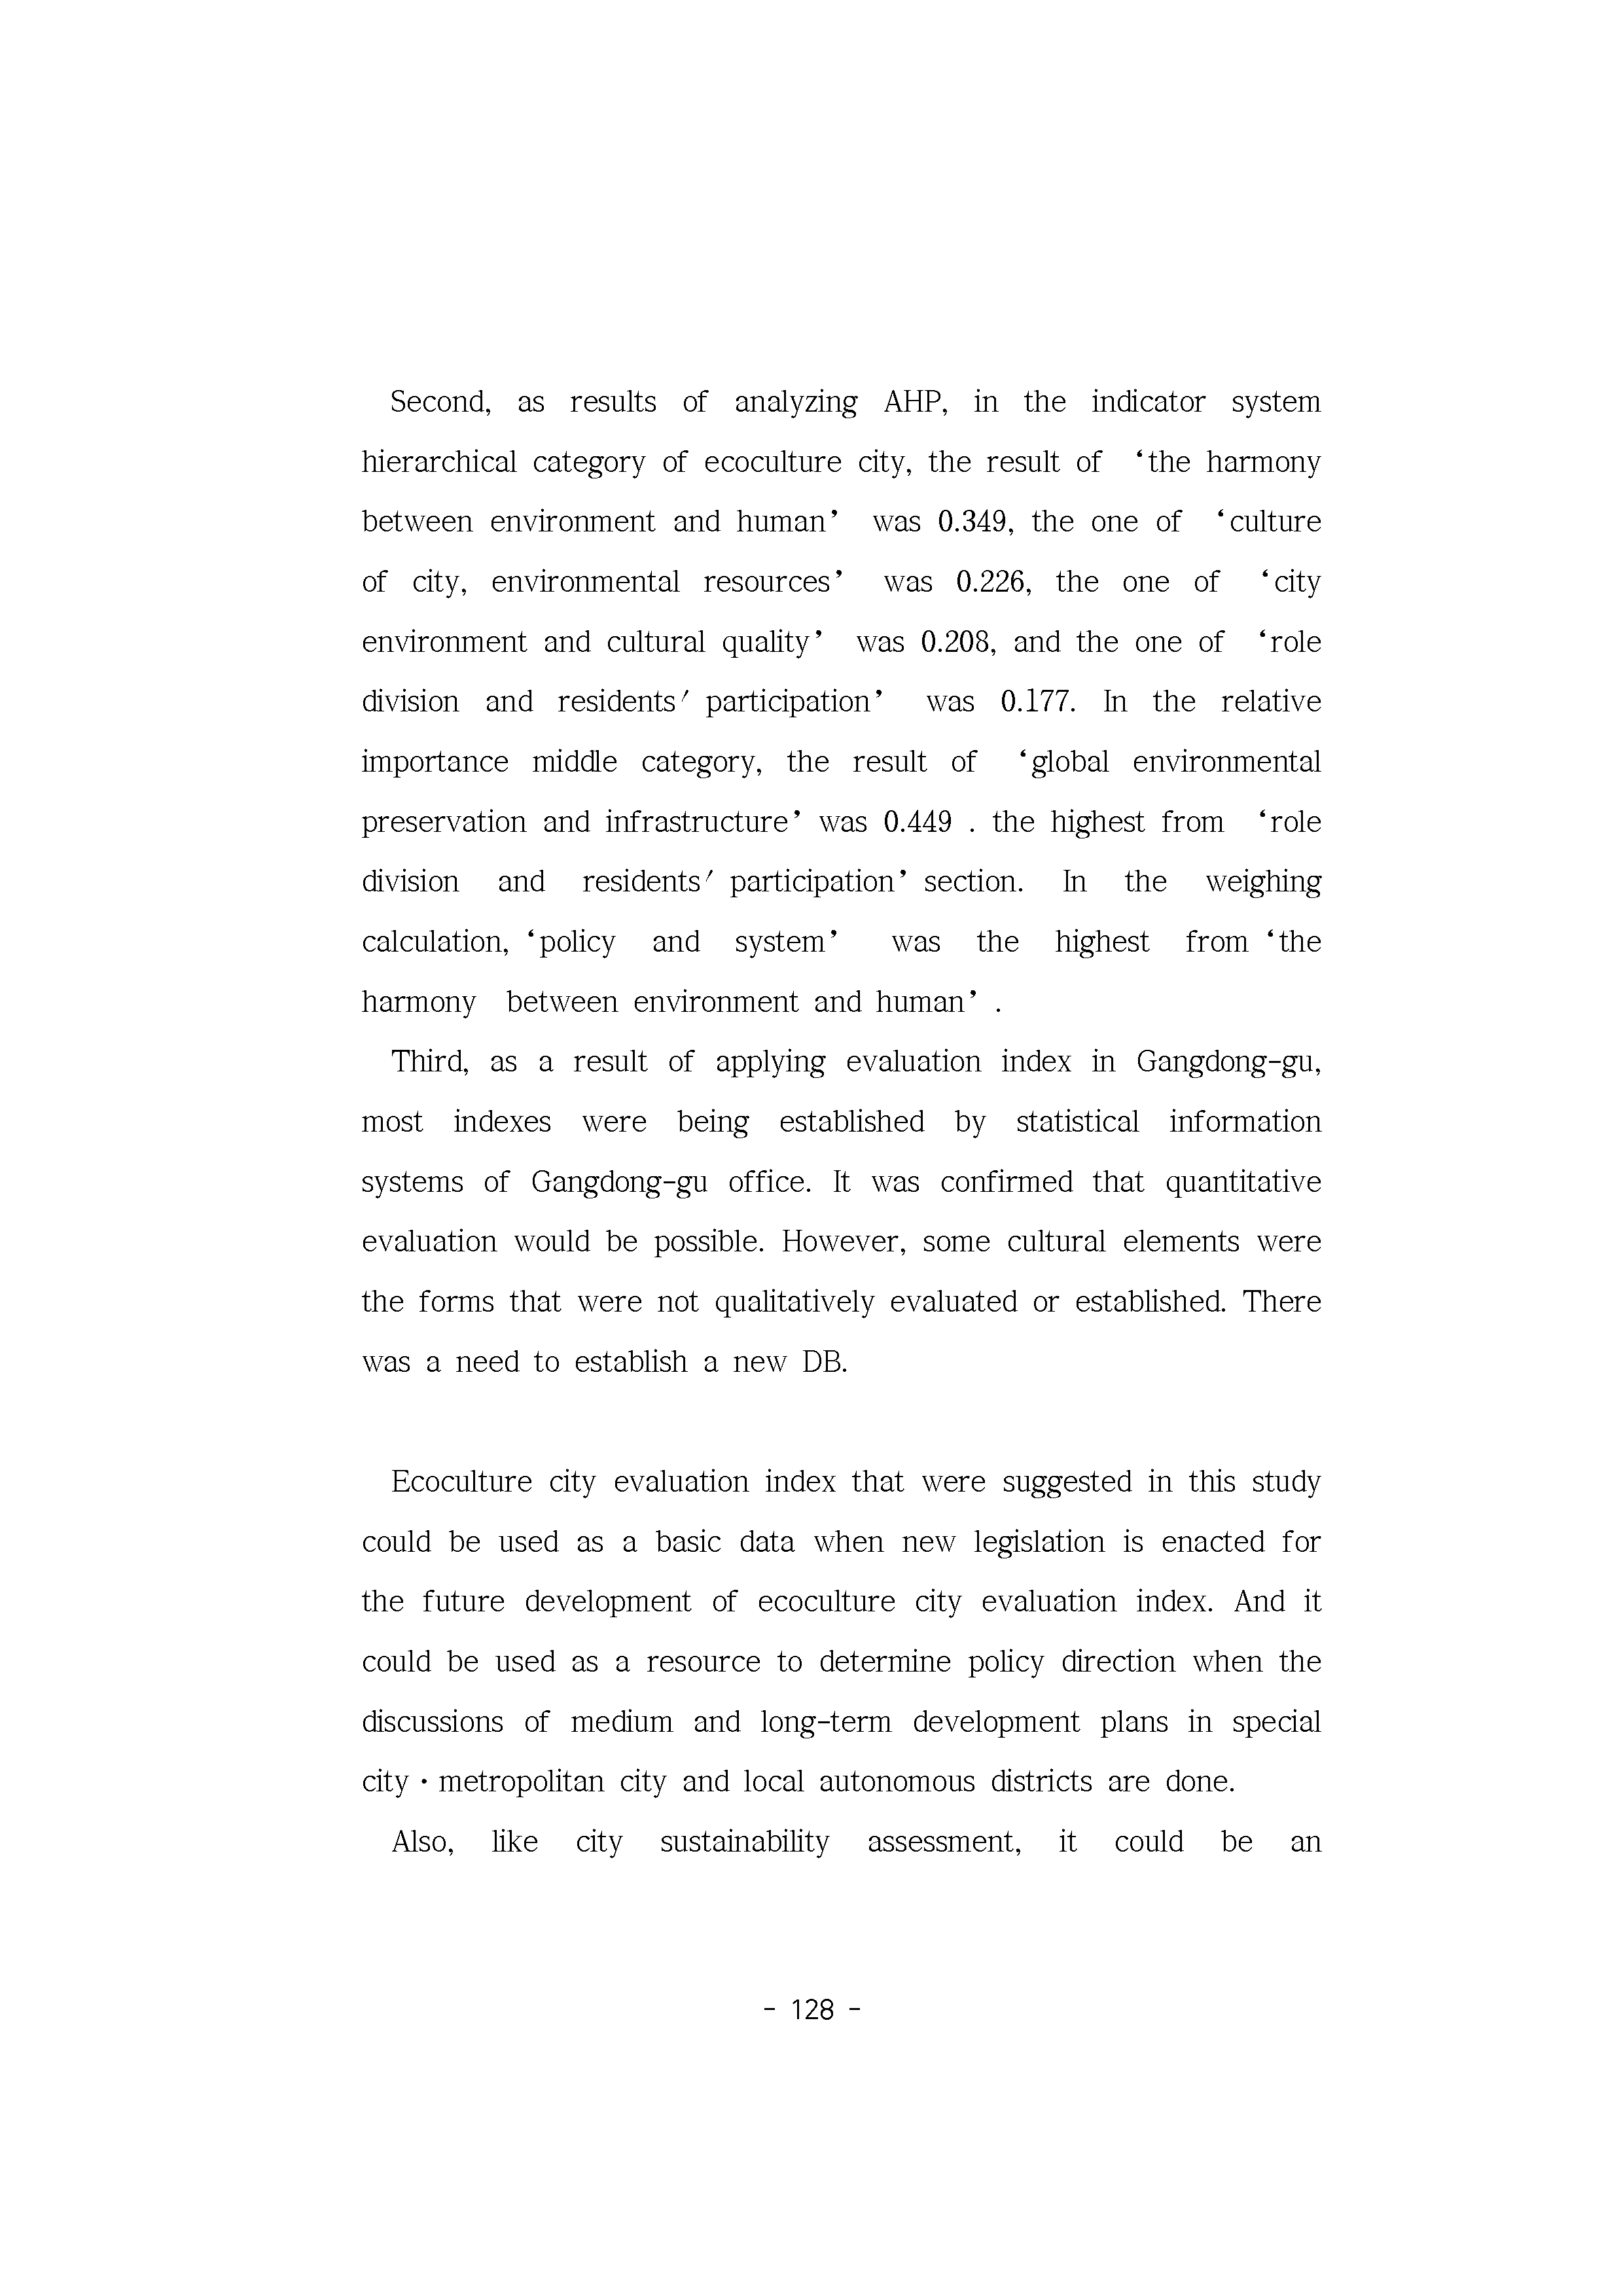 Second, as results of analyzing AHP, in the indicator system
hierarchical category of ecoculture city, the result of ‘the harmony
between environment and human’ was 0.349, the one of ‘culture
of city, environmental resources’ was 0.226, the one of ‘city
environment and cultural quality’ was 0.208, and the one of ‘role
division and residents′ participation’ was 0.177. In the relative
importance middle category, the result of ‘global environmental
preservation and infrastructure’ was 0.449 . the highest from ‘role
division and residents′ participation’ section. In the weighing
calculation, ‘policy and system’ was the highest from ‘the
harmony between environment and human’ .
Third, as a result of applying evaluation index in Gangdong-gu,
most indexes were being established by statistical information
systems of Gangdong-gu office. It was confirmed that quantitative
evaluation would be possible. However, some cultural elements were
the forms that were not qualitatively evaluated or established. There
was a need to establish a new DB.
Ecoculture city evaluation index that were suggested in this study
could be used as a basic data when new legislation is enacted for
the future development of ecoculture city evaluation index. And it
could be used as a resource to determine policy direction when the
discussions of medium and long-term development plans in special
city·metropolitan city and local autonomous districts are done.
Also, like city sustainability assessment, it could be an
- 128 -